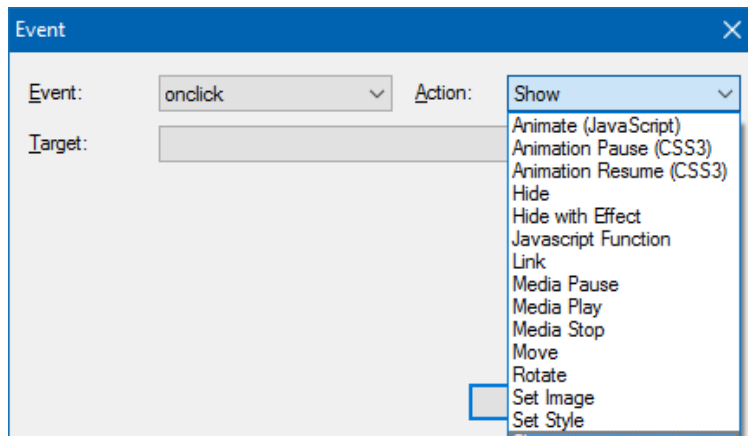 Event
Event: onclick Action: Show
Target:
Animate (JavaScript)
Animation Pause (CSS3)
Animation Resume (CSS3)
Hide
Hide with Effect
Javascript Function
Link
Media Pause
Media Play
Media Stop
Move
Rotate
Set Image
Set Style